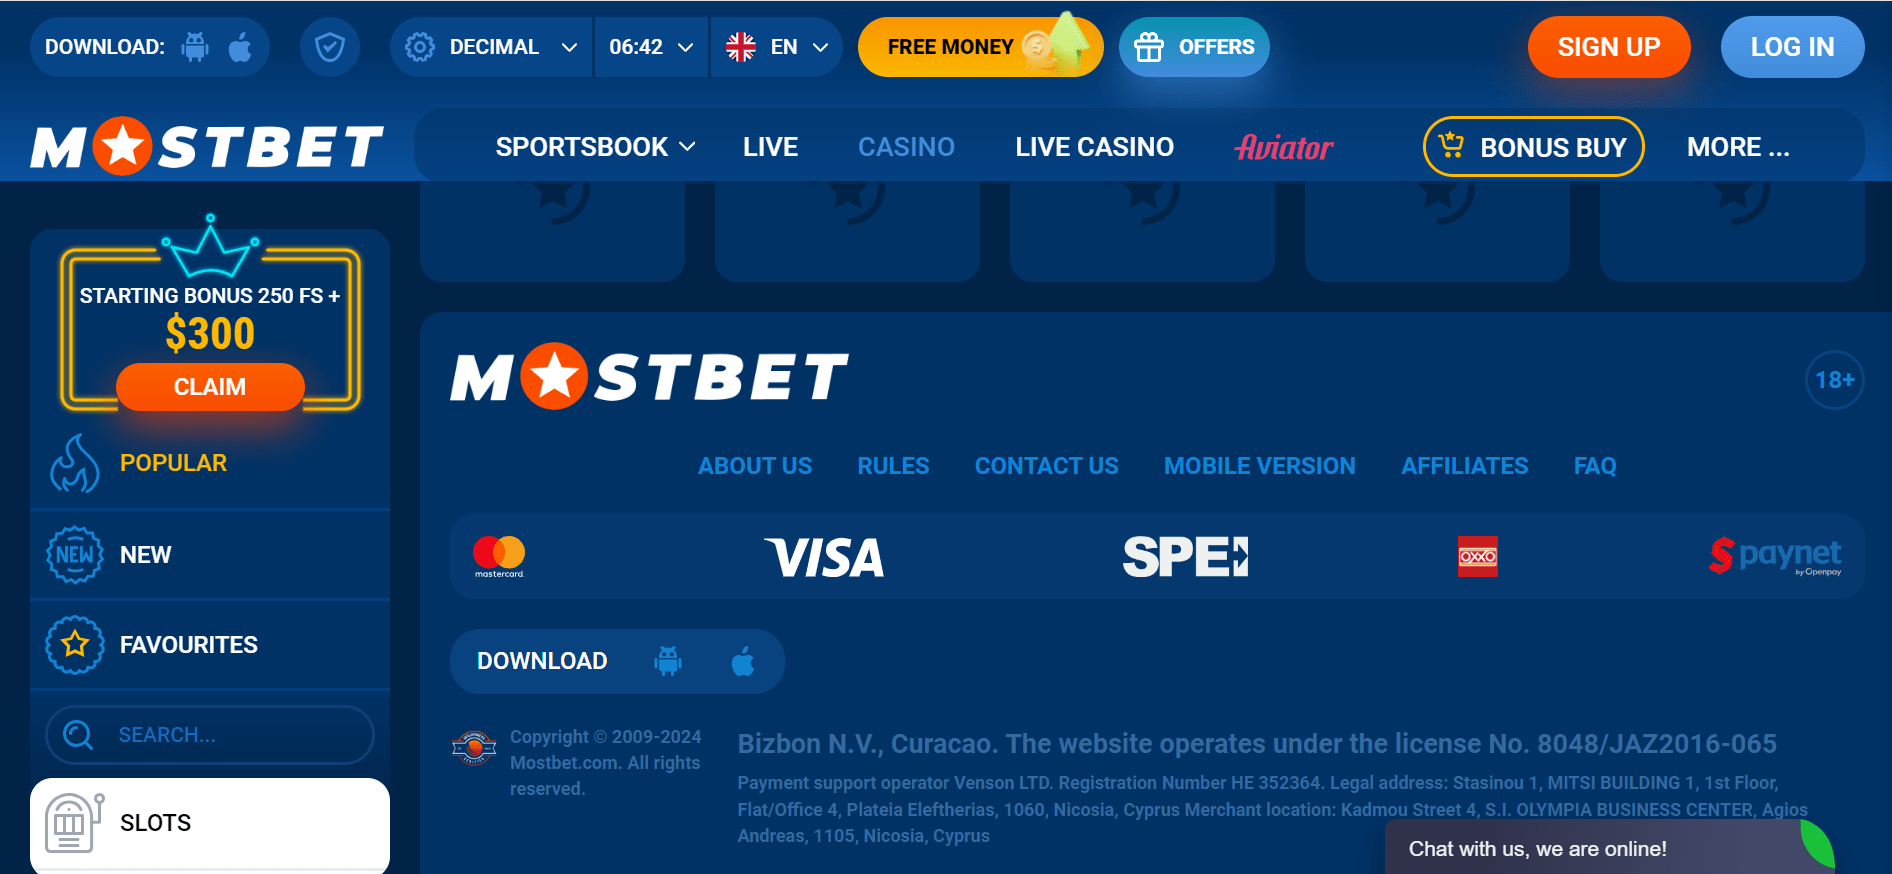 DOWNLOAD:
DECIMAL
06:42
EN
FREE MONEY
OFFERS
SIGN UP
LOG IN
MOSTBET
SPORTSBOOK
LIVE
CASINO
LIVE CASINO
Aviator
BONUS BUY
MORE ...
STARTING BONUS 250 FS +
$300
CLAIM
POPULAR
NEW
NEW
FAVOURITES
SEARCH...
SLOTS
MOSTBET
18+
ABOUT US
RULES
CONTACT US
MOBILE VERSION
AFFILIATES
FAQ
mastercard.
VISA
SPEI
OXXO
paynet
by Openpay
DOWNLOAD
Copyright © 2009-2024
Mostbet.com. All rights
reserved.
Bizbon N.V., Curacao. The website operates under the license No. 8048/JAZ2016-065
Payment support operator Venson LTD. Registration Number HE 352364. Legal address: Stasinou 1, MITSI BUILDING 1, 1st Floor,
Flat/Office 4, Plateia Eleftherias, 1060, Nicosia, Cyprus Merchant location: Kadmou Street 4, S.I. OLYMPIA BUSINESS CENTER, Agios
Andreas, 1105, Nicosia, Cyprus
Chat with us, we are online!